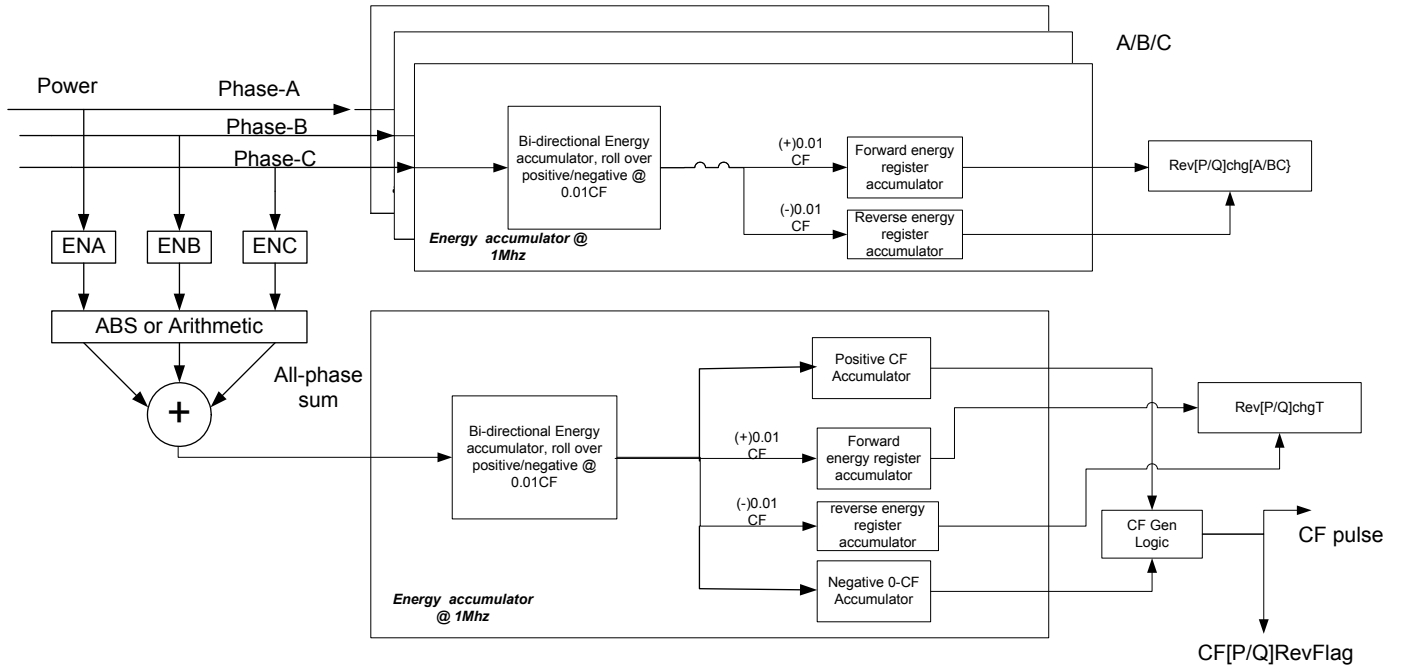 A/B/C
Power
Phase-A
Phase-B
Phase-C
Bi-directional Energy
accumulator, roll over
positive/negative @
0.01CF
(+)0.01
CF
Forward energy
register
accumulator
Rev[P/Q]chg[A/BC}
(-)0.01
CF
Reverse energy
register
accumulator
Energy accumulator @
1Mhz
ENA
ENB
ENC
ABS or Arithmetic
All-phase
sum
+
Bi-directional Energy
accumulator, roll over
positive/negative @
0.01CF
Positive CF
Accumulator
(+)0.01
CF
Forward
energy register
accumulator
Rev[P/Q]chgT
(-)0.01
CF
reverse energy
register
accumulator
CF Gen
Logic
CF pulse
Negative 0-CF
Accumulator
Energy accumulator
@ 1Mhz
CF[P/Q]RevFlag